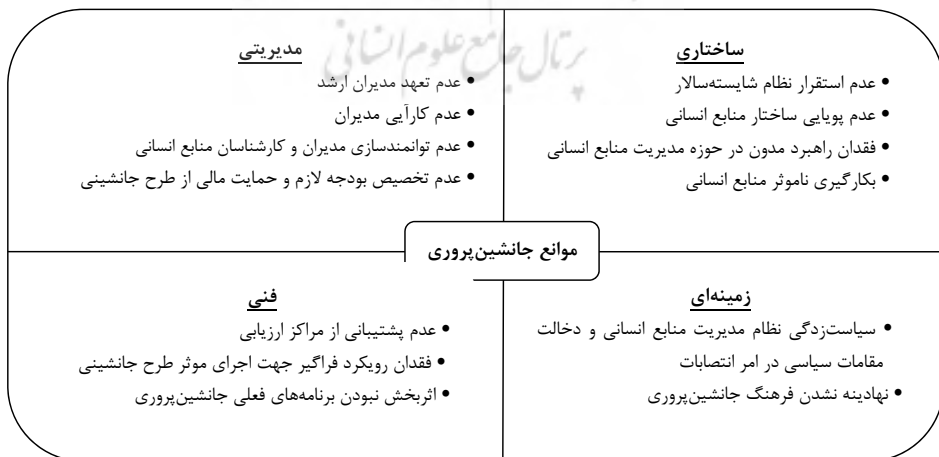 پرتال جامع علوم انسانی
ساختاری
• عدم استقرار نظام شایسته‌سالار
• عدم پویایی ساختار منابع انسانی
• فقدان راهبرد مدون در حوزه مدیریت منابع انسانی
• بکارگیری ناموثر منابع انسانی
مدیریتی
• عدم تعهد مدیران ارشد
• عدم کارآیی مدیران
• عدم توانمندسازی مدیران و کارشناسان منابع انسانی
• عدم تخصیص بودجه لازم و حمایت مالی از طرح جانشینی
موانع جانشین‌پروری
زمینه‌ای
• سیاست‌زدگی نظام مدیریت منابع انسانی و دخالت
مقامات سیاسی در امر انتصابات
• نهادینه نشدن فرهنگ جانشین‌پروری
فنی
• عدم پشتیبانی از مراکز ارزیابی
• فقدان رویکرد فراگیر جهت اجرای موثر طرح جانشینی
• اثربخش نبودن برنامه‌های فعلی جانشین‌پروری